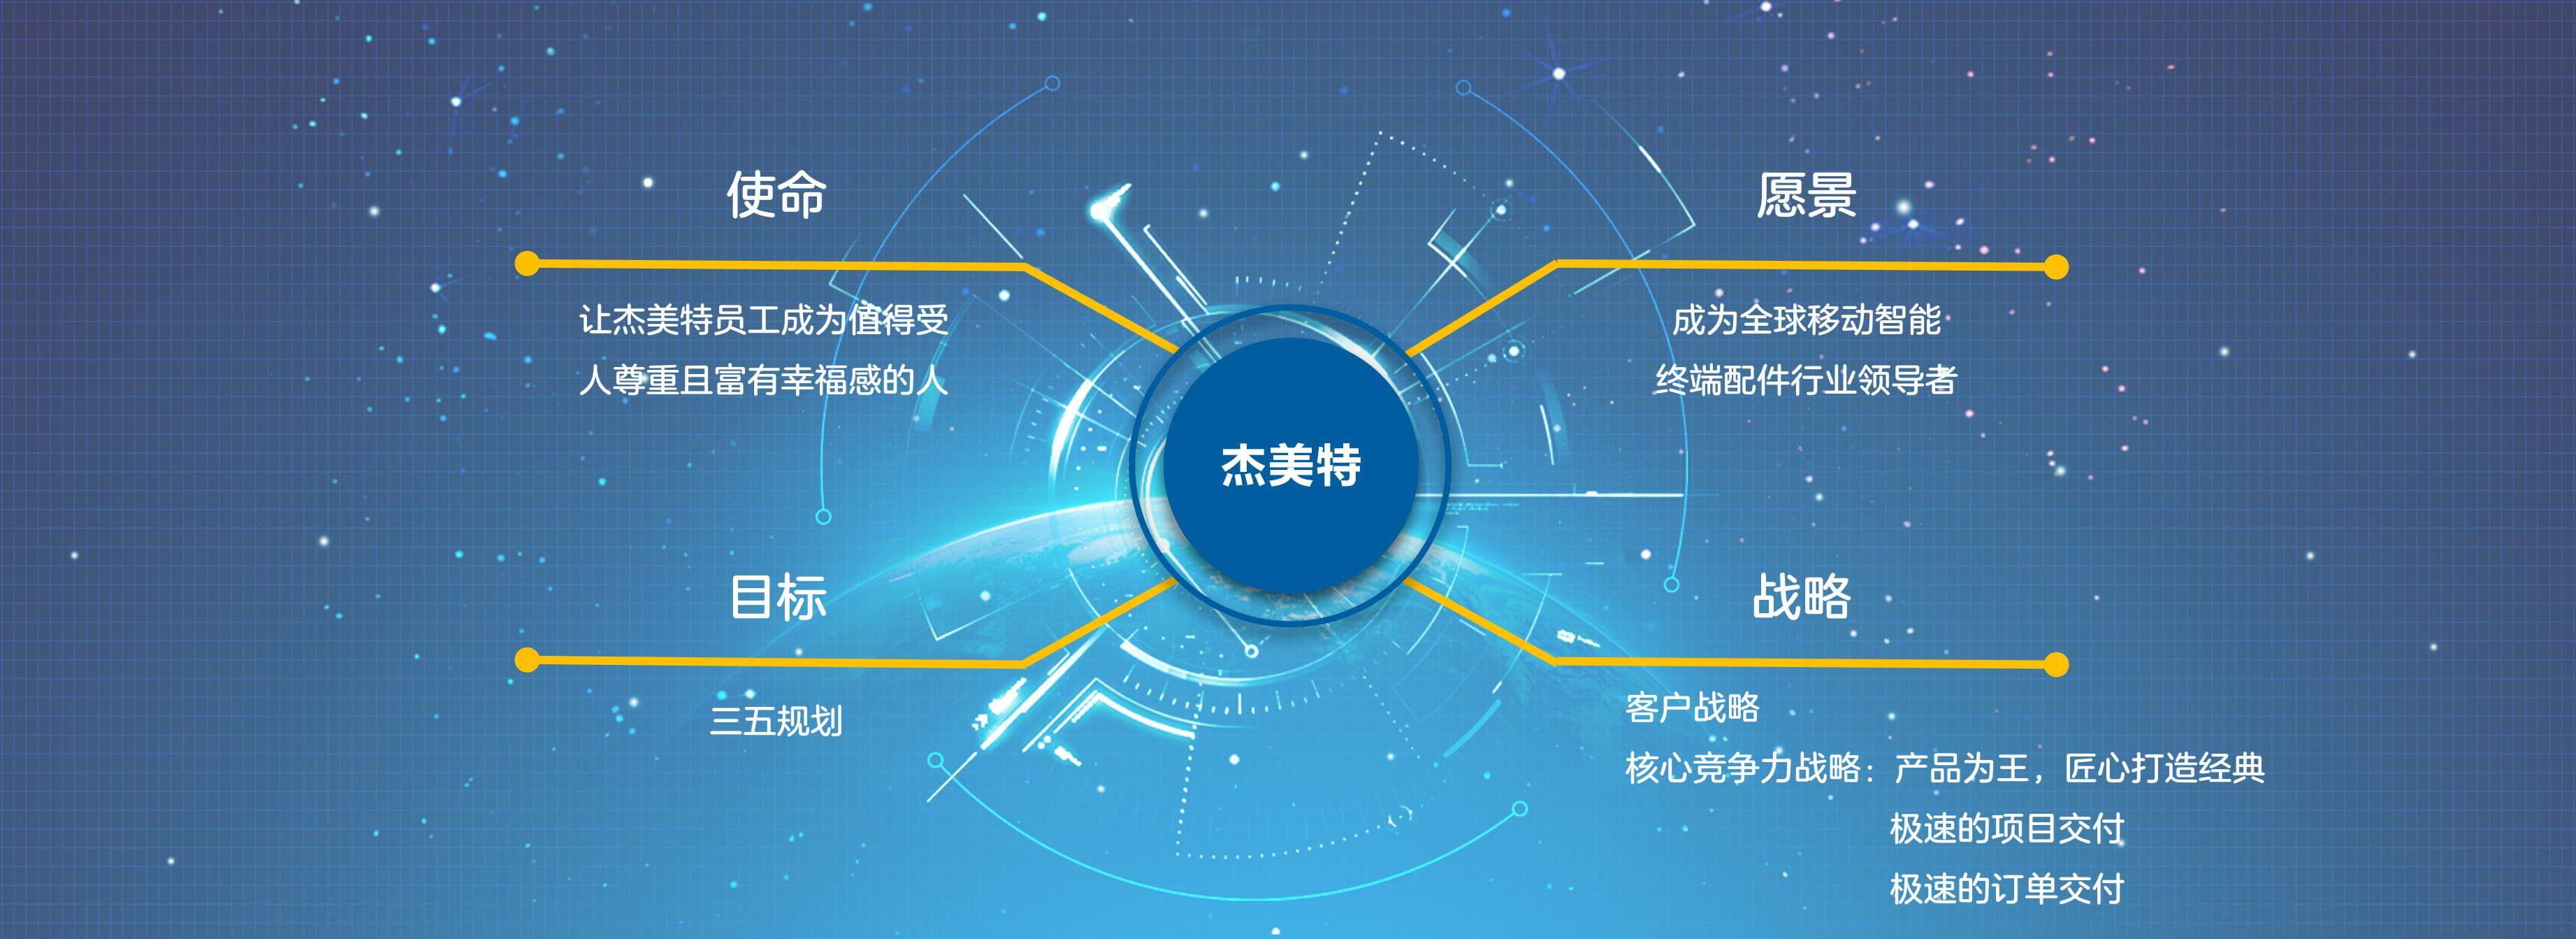 使命
让杰美特员工成为值得受
人尊重且富有幸福感的人
愿景
成为全球移动智能
终端配件行业领导者
杰美特
目标
三五规划
战略
客户战略
核心竞争力战略：产品为王，匠心打造经典
极速的项目交付
极速的订单交付